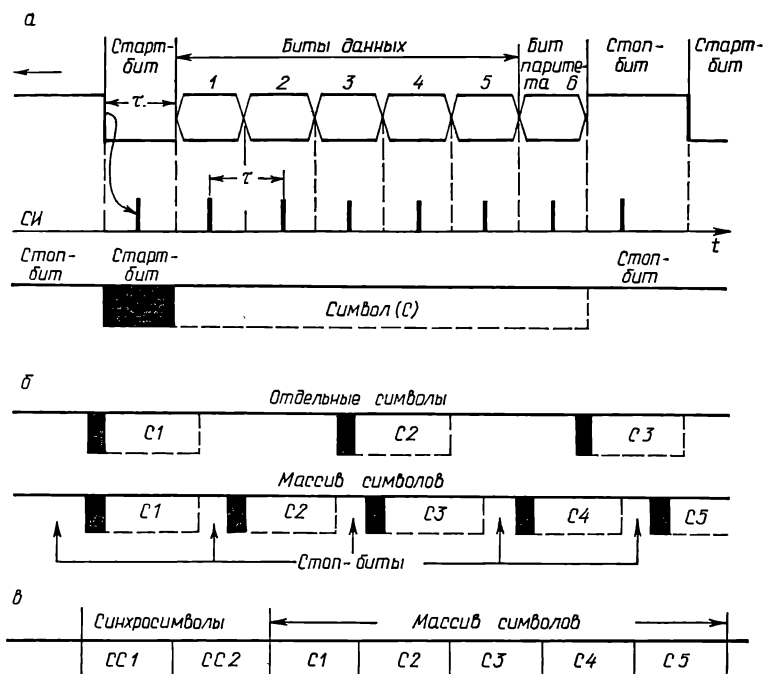 а
Старт-
бит
Биты данных
Бит
парите-
та 6
Стоп-
бит
Старт-
бит
τ
1 2 3 4 5
τ
СИ
t
Стоп-
бит
Старт-
бит
Стоп-
бит
Символ (С)
б
Отдельные символы
С1 С2 С3
Массив символов
С1 С2 С3 С4 С5
Стоп-биты
в
Синхросимволы Массив символов
СС1 СС2 С1 С2 С3 С4 С5